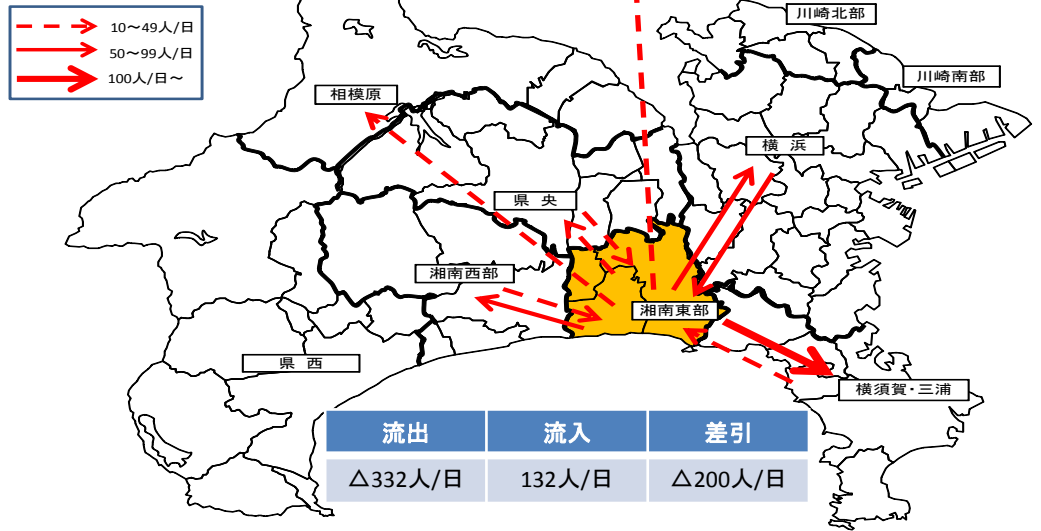 10～49人/日
50～99人/日
100人/日～
川崎北部
川崎南部
相模原
横 浜
県 央
湘南西部
湘南東部
県 西
横須賀・三浦
流出 流入 差引
△332人/日 132人/日 △200人/日